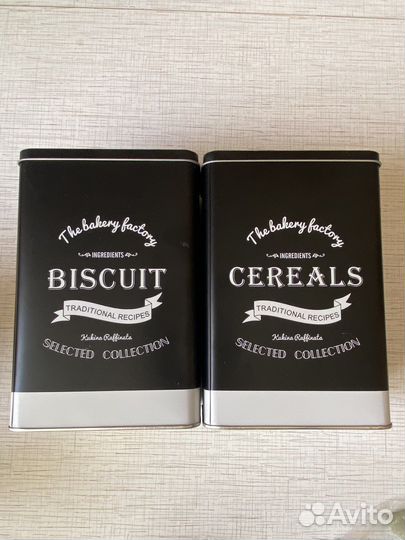 The bakery factory
INGREDIENTS
BISCUIT
TRADITIONAL RECIPES
Kukina Raffinata
SELECTED COLLECTION
The bakery factory
INGREDIENTS
CEREALS
TRADITIONAL RECIPES
Kukina Raffinata
SELECTED COLLECTION
Avito